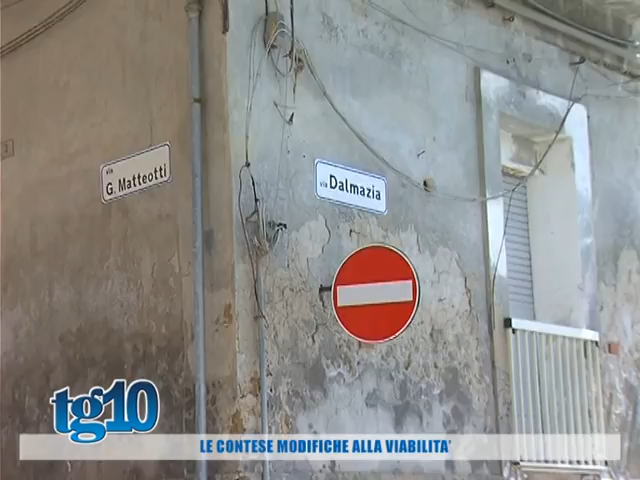 via
G. Matteotti
via Dalmazia
tg10
LE CONTESE MODIFICHE ALLA VIABILITA'